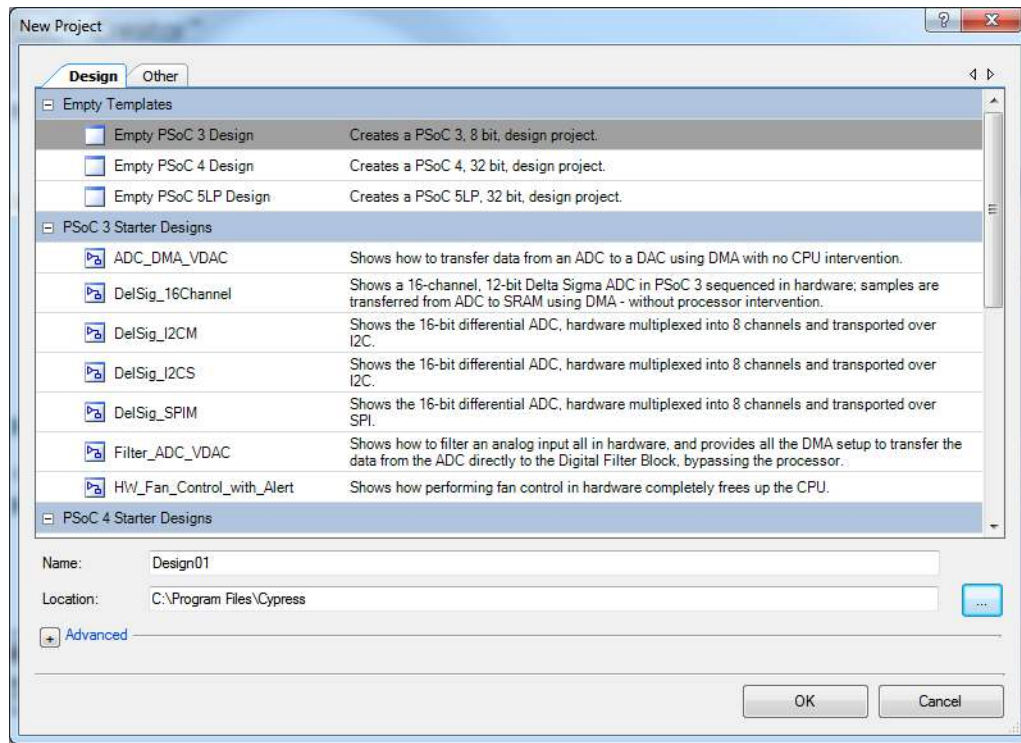 New Project
Design Other
Empty Templates
Empty PSoC 3 Design Creates a PSoC 3, 8 bit, design project.
Empty PSoC 4 Design Creates a PSoC 4, 32 bit, design project.
Empty PSoC 5LP Design Creates a PSoC 5LP, 32 bit, design project.
PSoC 3 Starter Designs
ADC_DMA_VDAC Shows how to transfer data from an ADC to a DAC using DMA with no CPU intervention.
DelSig_16Channel Shows a 16-channel, 12-bit Delta Sigma ADC in PSoC 3 sequenced in hardware; samples are
transferred from ADC to SRAM using DMA - without processor intervention.
DelSig_I2CM Shows the 16-bit differential ADC, hardware multiplexed into 8 channels and transported over
I2C.
DelSig_I2CS Shows the 16-bit differential ADC, hardware multiplexed into 8 channels and transported over
I2C.
DelSig_SPIM Shows the 16-bit differential ADC, hardware multiplexed into 8 channels and transported over
SPI.
Filter_ADC_VDAC Shows how to filter an analog input all in hardware, and provides all the DMA setup to transfer the
data from the ADC directly to the Digital Filter Block, bypassing the processor.
HW_Fan_Control_with_Alert Shows how performing fan control in hardware completely frees up the CPU.
PSoC 4 Starter Designs
Name: Design01
Location: C:\Program Files\Cypress ...
Advanced
OK Cancel